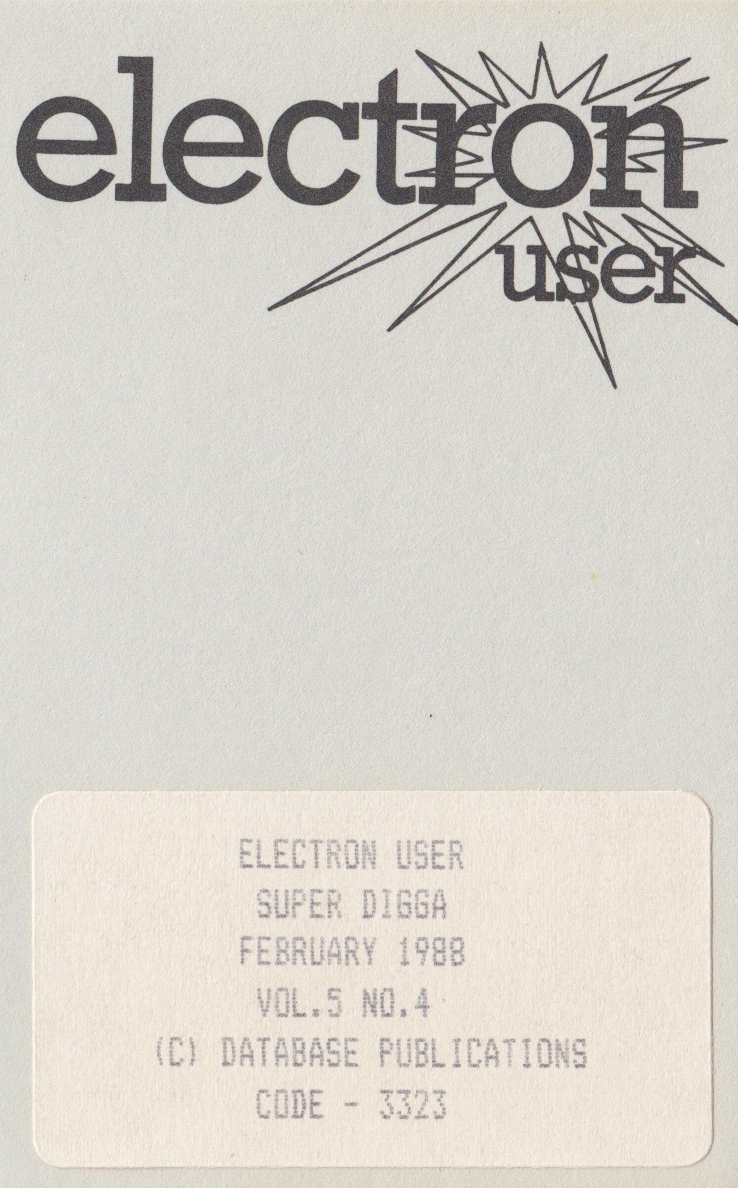 electron
user
ELECTRON USER
SUPER DIGGA
FEBRUARY 1988
VOL.5 NO.4
(C) DATABASE PUBLICATIONS
CODE - 3323